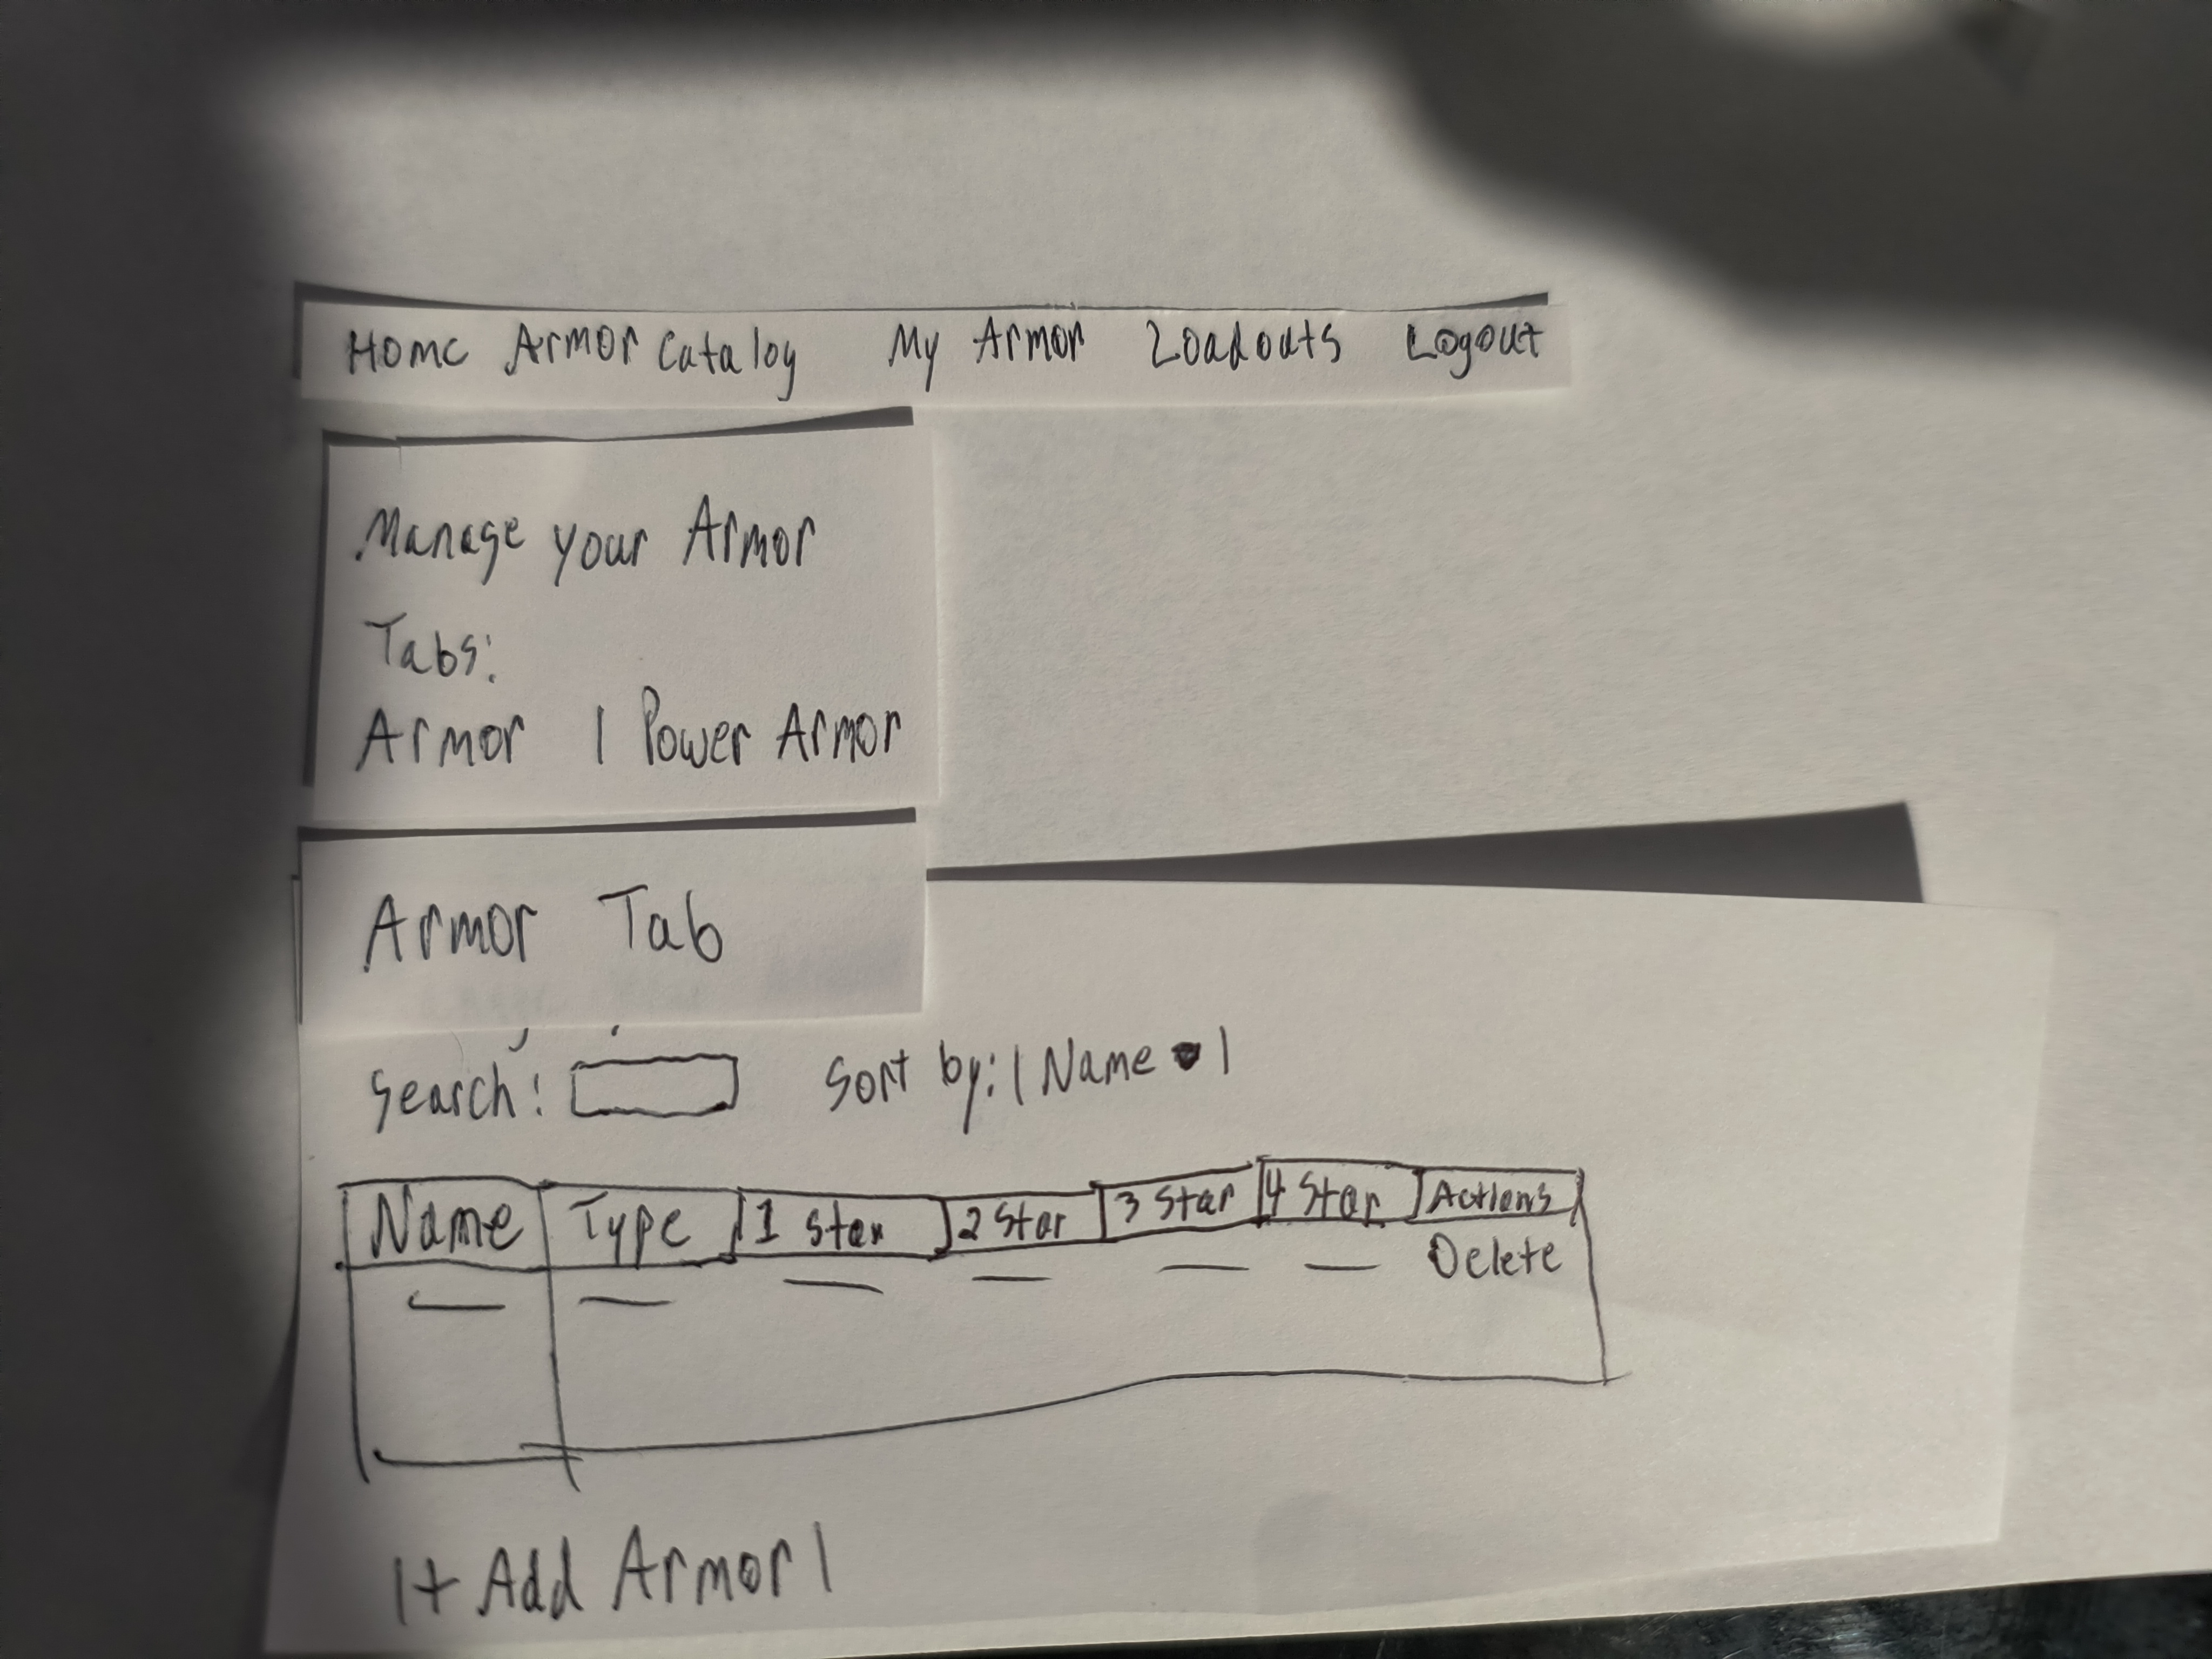 Home Armor Catalog My Armor Loadouts Logout
Manage your Armor
Tabs:
Armor | Power Armor
Armor Tab
Search: Sort by: | Name |
Name Type 1 Star 2 Star 3 Star 4 Star Actions
Delete
|+ Add Armor|